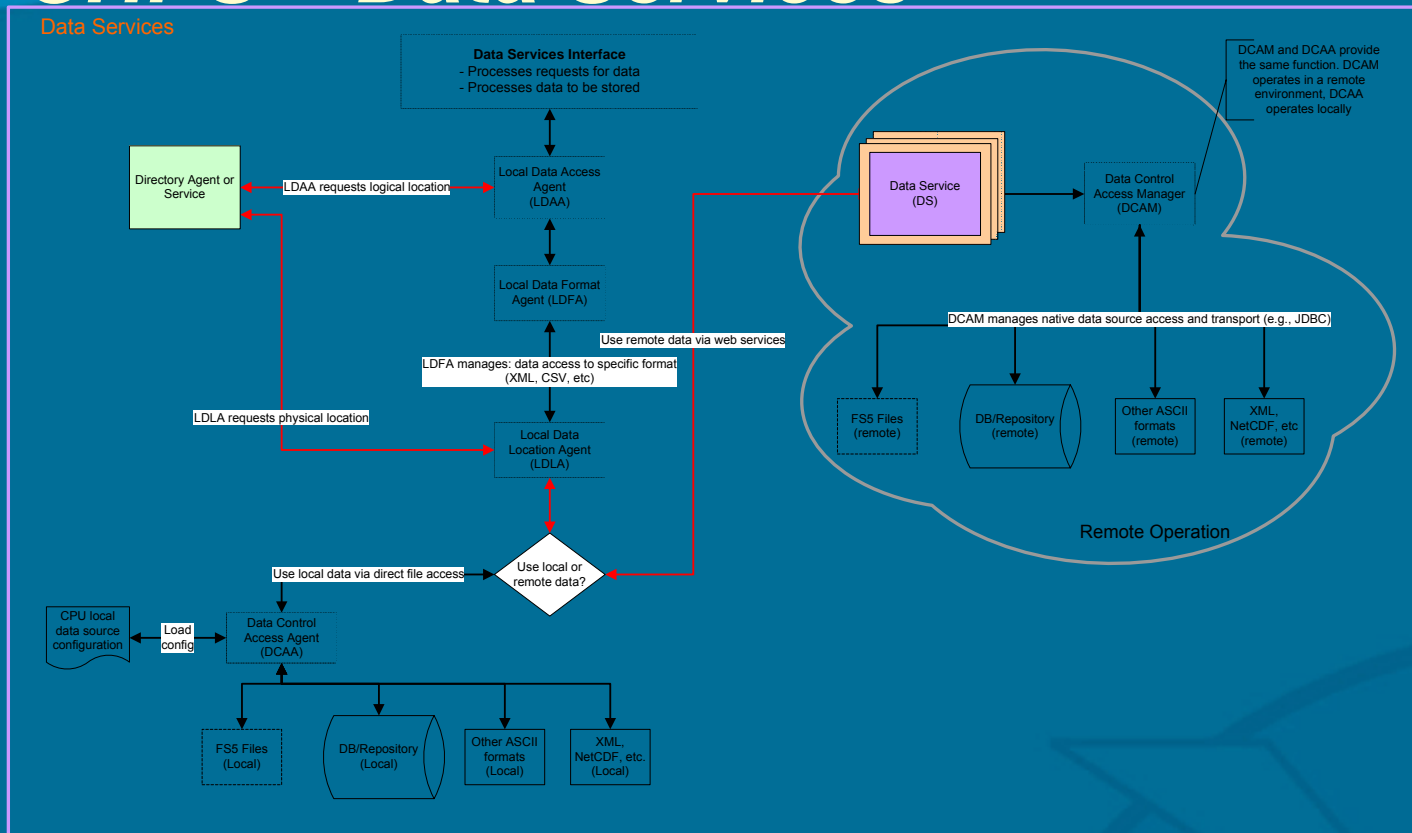 Data Services
Data Services
Data Services Interface
- Processes requests for data
- Processes data to be stored
DCAM and DCAA provide
the same function. DCAM
operates in a remote
environment, DCAA
operates locally
Directory Agent or
Service
LDAA requests logical location
Local Data Access
Agent
(LDAA)
Data Service
(DS)
Data Control
Access Manager
(DCAM)
Local Data Format
Agent (LDFA)
Use remote data via web services
DCAM manages native data source access and transport (e.g., JDBC)
LDFA manages: data access to specific format
(XML, CSV, etc)
LDLA requests physical location
FS5 Files
(remote)
DB/Repository
(remote)
Other ASCII
formats
(remote)
XML,
NetCDF, etc
(remote)
Local Data
Location Agent
(LDLA)
Remote Operation
Use local or
remote data?
Use local data via direct file access
CPU local
data source
configuration
Load
config
Data Control
Access Agent
(DCAA)
FS5 Files
(Local)
DB/Repository
(Local)
Other ASCII
formats
(Local)
XML,
NetCDF, etc.
(Local)